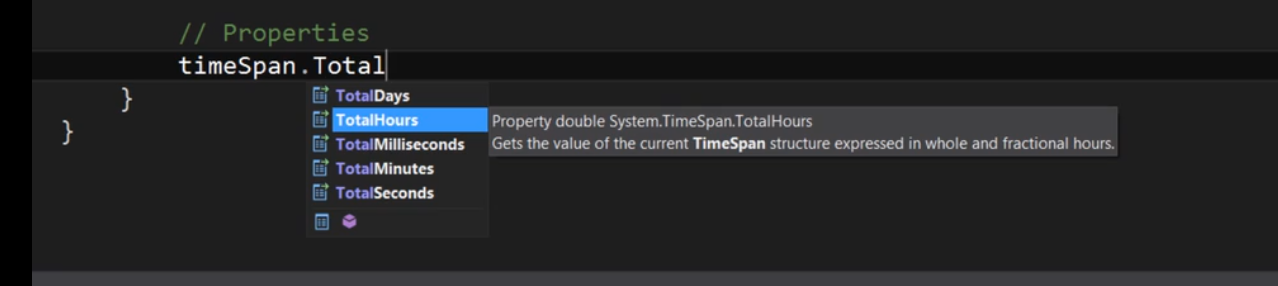 // Properties
timeSpan.Total
}
TotalDays
}
TotalHours
Property double System.TimeSpan.TotalHours
TotalMilliseconds
Gets the value of the current TimeSpan structure expressed in whole and fractional hours.
TotalMinutes
TotalSeconds